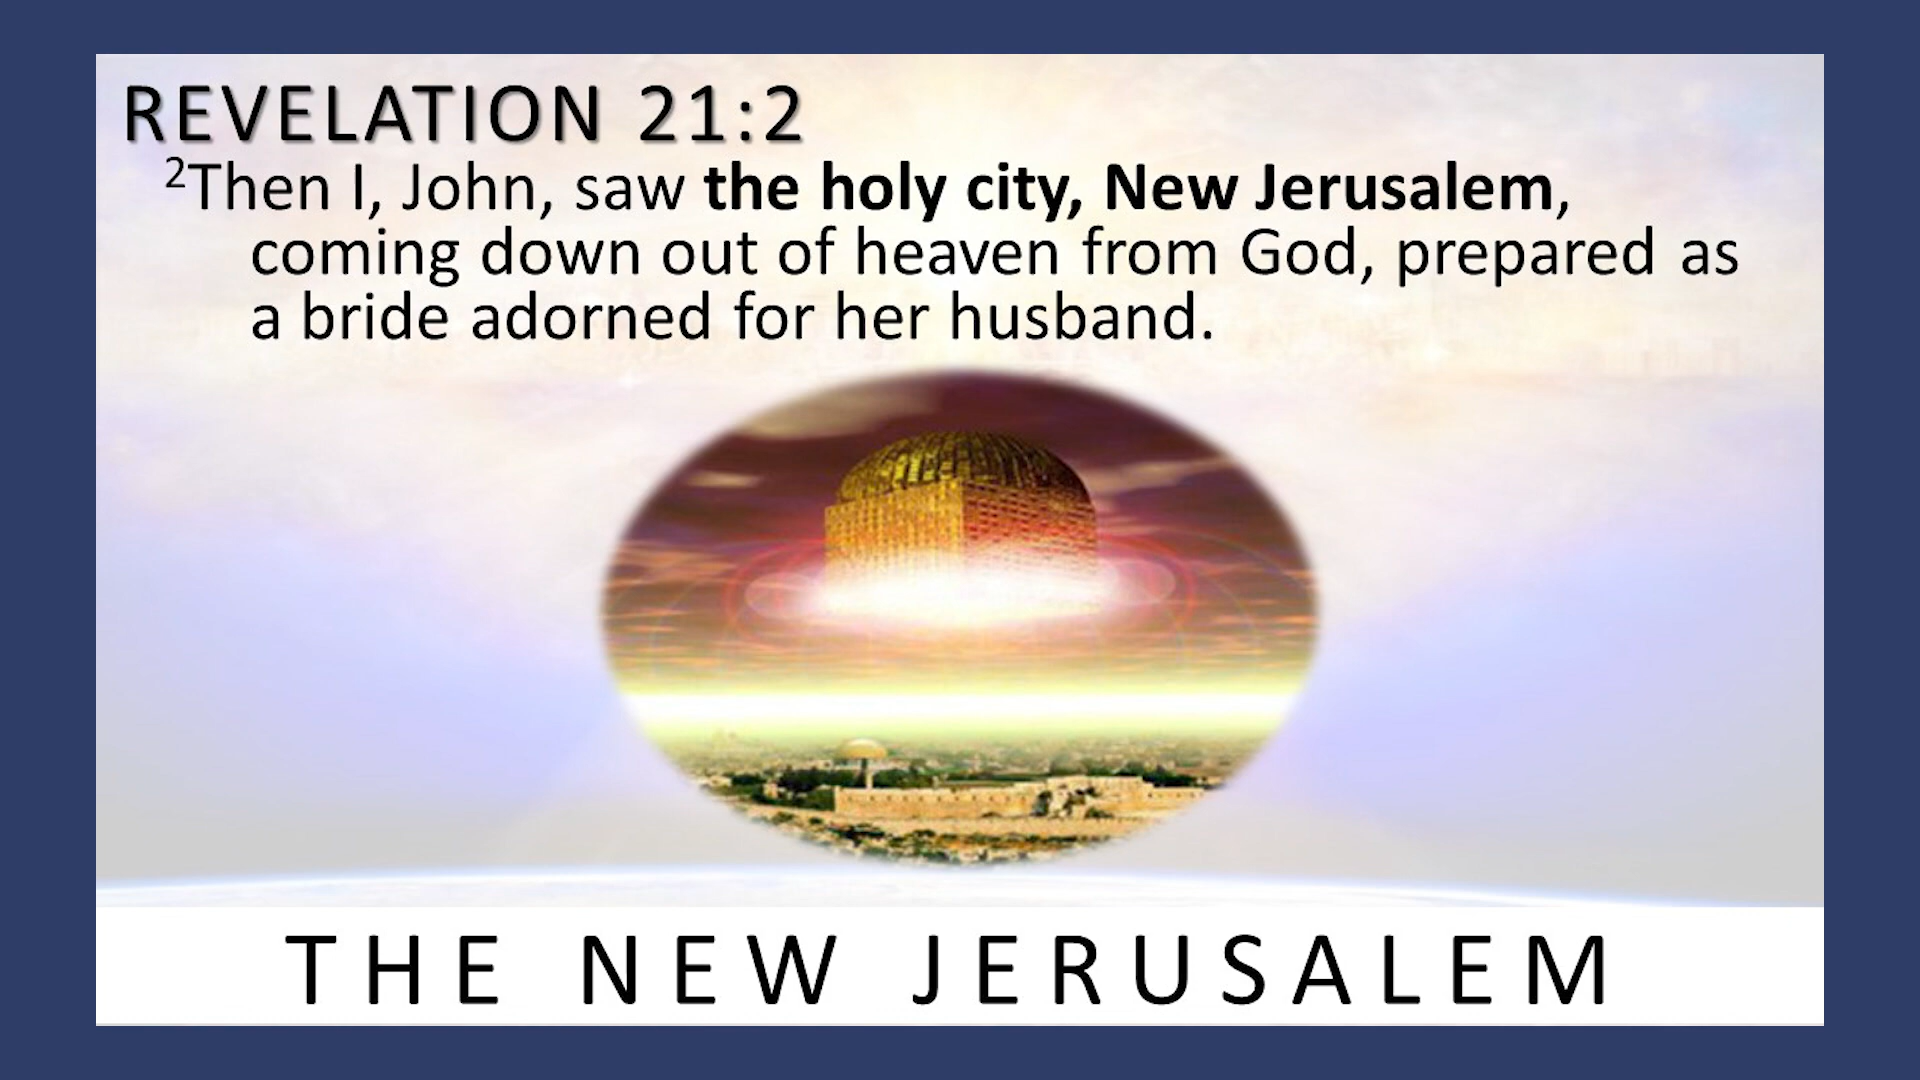 REVELATION 21:2
²Then I, John, saw the holy city, New Jerusalem,
coming down out of heaven from God, prepared as
a bride adorned for her husband.
THE NEW JERUSALEM